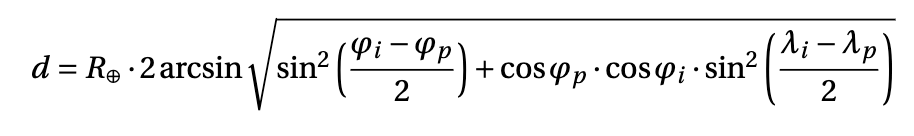 d = R⊕ · 2 arcsin √(sin² ((φi − φp)/2) + cos φp · cos φi · sin² ((λi − λp)/2))